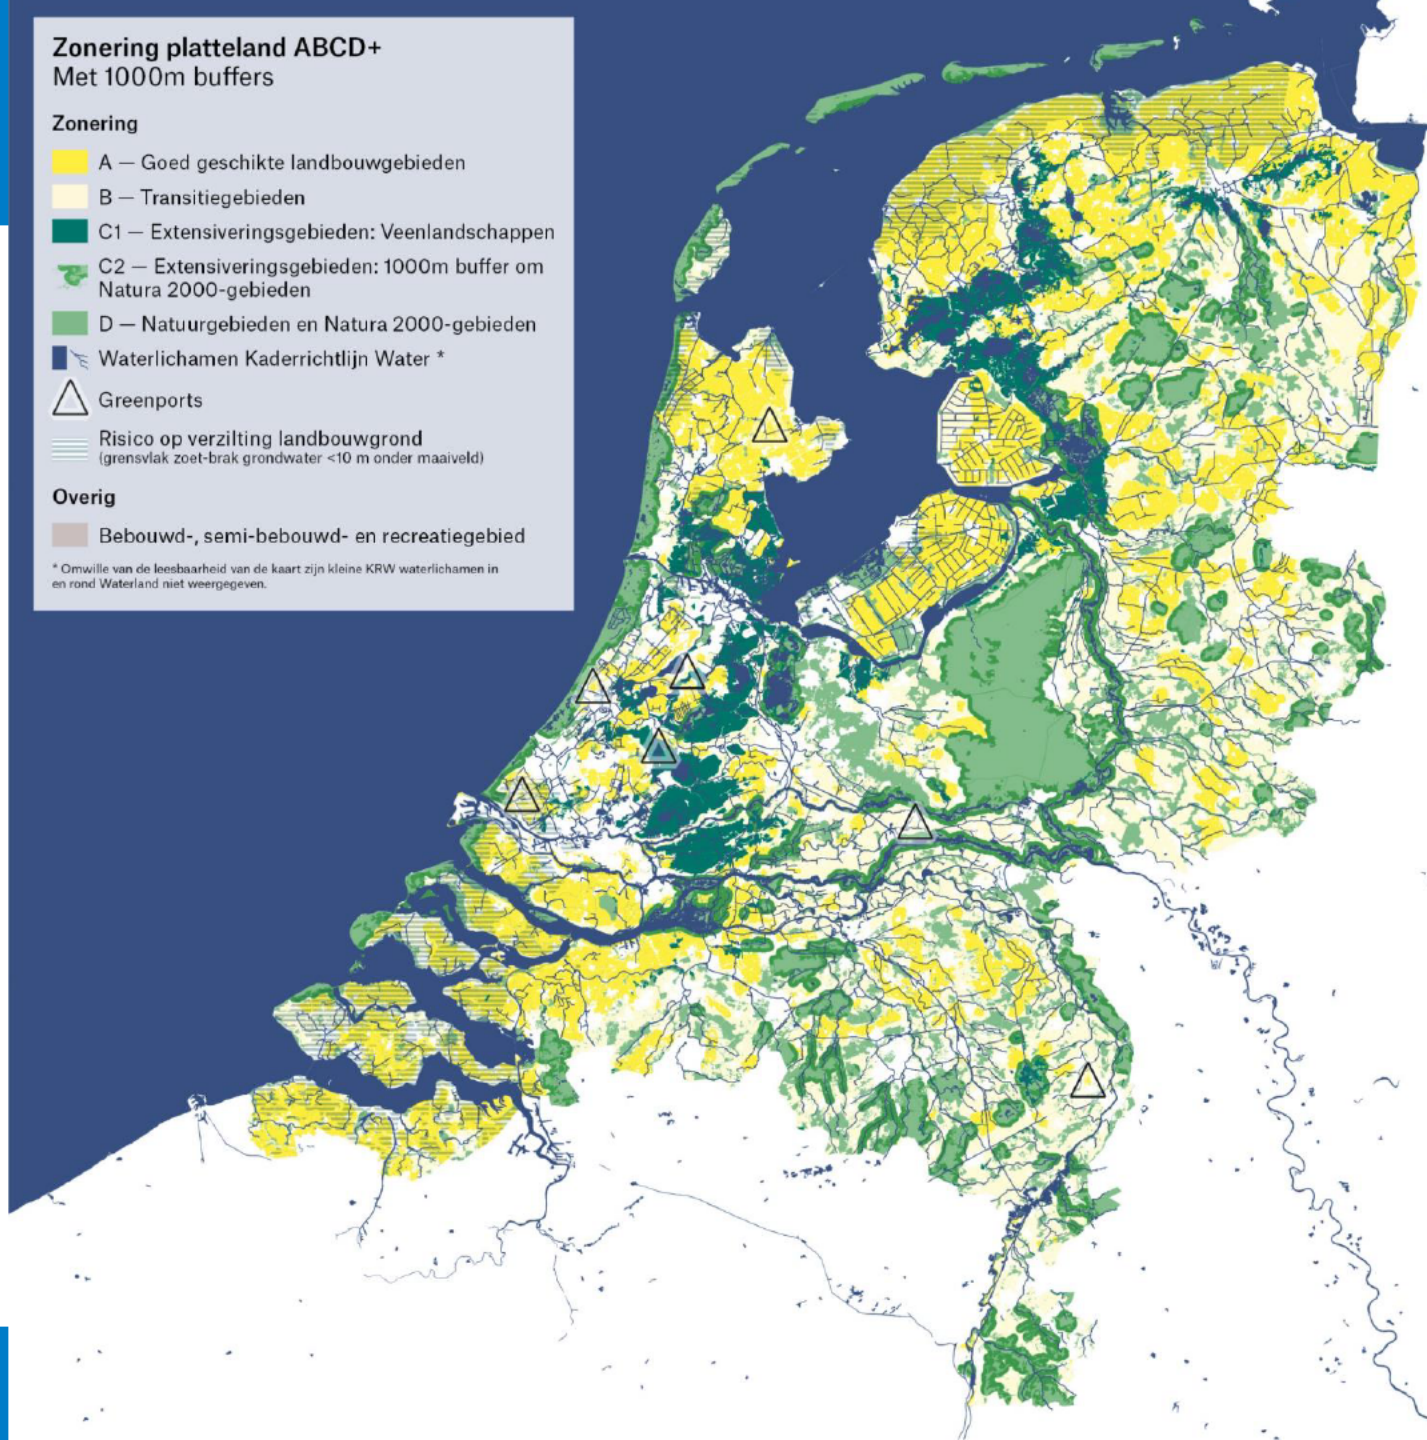 Zonering platteland ABCD+
Met 1000m buffers
Zonering
A — Goed geschikte landbouwgebieden
B — Transitiegebieden
C1 — Extensiveringsgebieden: Veenlandschappen
C2 — Extensiveringsgebieden: 1000m buffer om
Natura 2000-gebieden
D — Natuurgebieden en Natura 2000-gebieden
Waterlichamen Kaderrichtlijn Water *
Greenports
Risico op verzilting landbouwgrond
(grensvlak zoet-brak grondwater <10 m onder maaiveld)
Overig
Bebouwd-, semi-bebouwd- en recreatiegebied
* Omwille van de leesbaarheid van de kaart zijn kleine KRW waterlichamen in
en rond Waterland niet weergegeven.